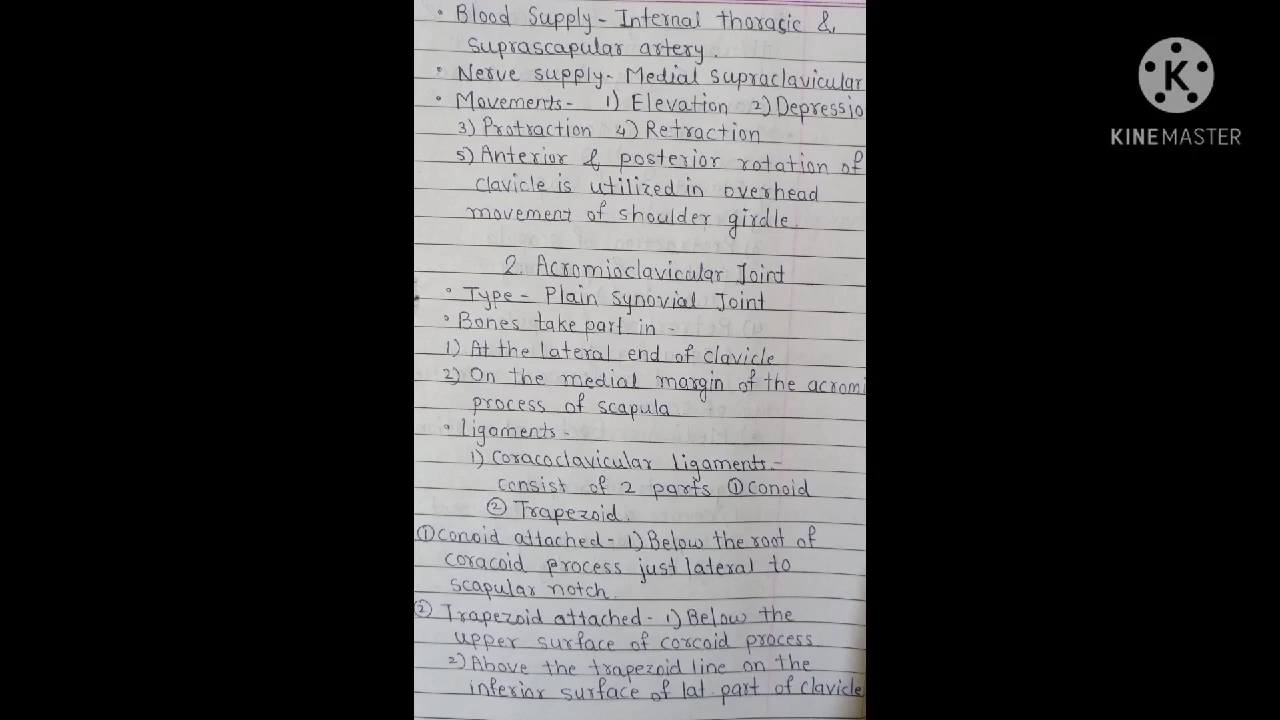 • Blood Supply - Internal thoracic &
suprascapular artery.
• Nerve supply - Medial supraclavicular
• Movements - 1) Elevation 2) Depressio
3) Protraction 4) Retraction
5) Anterior & posterior rotation of
clavicle is utilized in overhead
movement of shoulder girdle.
2. Acromioclavicular Joint
• Type - Plain synovial Joint
• Bones take part in -
1) At the lateral end of clavicle
2) On the medial margin of the acromi
process of scapula
• Ligaments -
1) Coracoclavicular Ligaments. -
consist of 2 parts ① Conoid
② Trapezoid.
① Conoid attached - 1) Below the root of
coracoid process just lateral to
scapular notch.
② Trapezoid attached - 1) Below the
upper surface of corcoid process
2) Above the trapezoid line on the
inferior surface of lat. part of clavicle
K
KINEMASTER